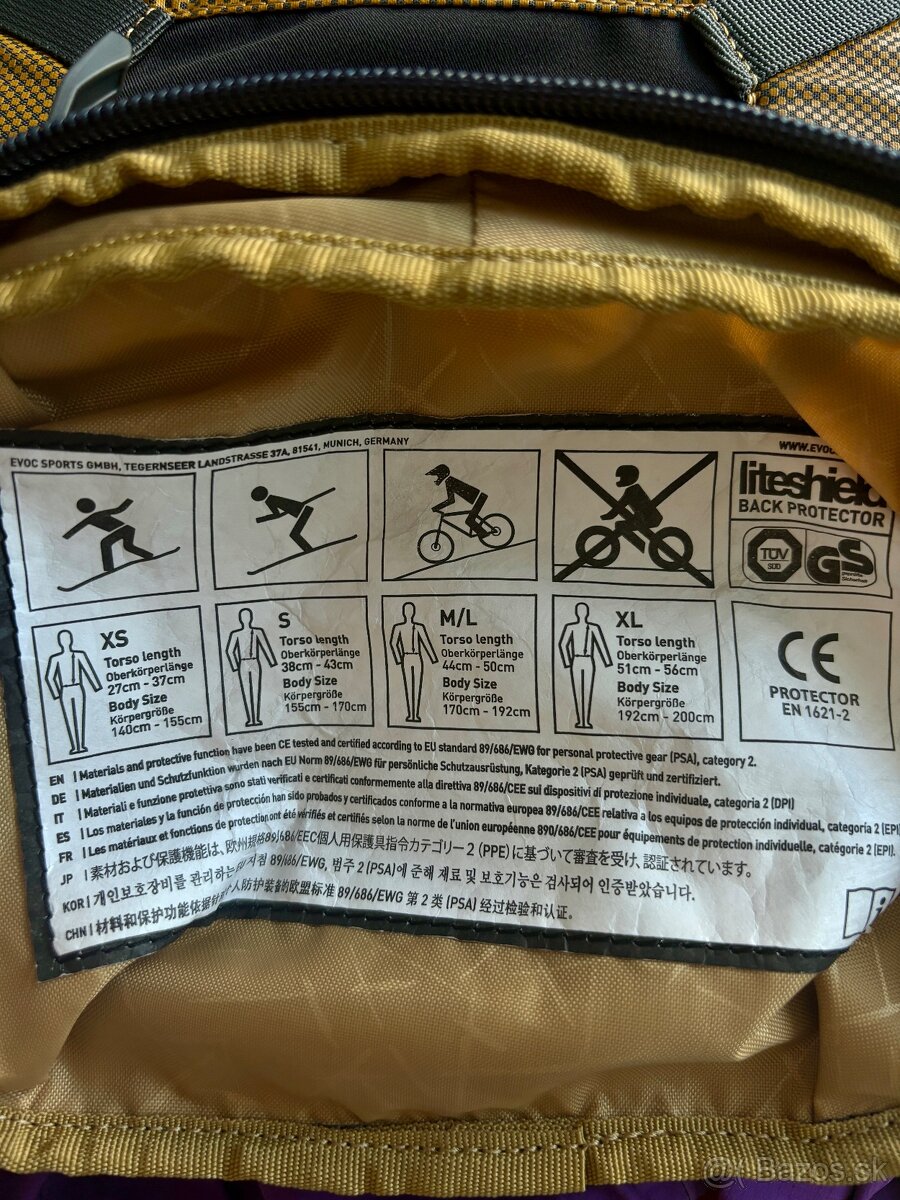 EVOC SPORTS GMBH, TEGERNSEER LANDSTRASSE 37A, 81541, MUNICH, GERMANY
WWW.EVOC
liteshield
BACK PROTECTOR
TÜV
SÜD
GS
geprüfte
Sicherheit
XS
Torso length
Oberkörperlänge
27cm - 37cm
Body Size
Körpergröße
140cm - 155cm
S
Torso length
Oberkörperlänge
38cm - 43cm
Body Size
Körpergröße
155cm - 170cm
M/L
Torso length
Oberkörperlänge
44cm - 50cm
Body Size
Körpergröße
170cm - 192cm
XL
Torso length
Oberkörperlänge
51cm - 56cm
Body Size
Körpergröße
192cm - 200cm
CE
PROTECTOR
EN 1621-2
EN | Materials and protective function have been CE tested and certified according to EU standard 89/686/EWG for personal protective gear (PSA), category 2.
DE | Materialien und Schutzfunktion wurden nach EU Norm 89/686/EWG für persönliche Schutzausrüstung, Kategorie 2 (PSA) geprüft und zertifiziert.
IT | Materiali e funzione protettiva sono stati verificati e certificati conformemente alla direttiva 89/686/CEE sui dispositivi di protezione individuale, categoria 2 (DPI)
ES | Los materiales y la función de protección han sido probados y certificados conforme a la normativa europea 89/686/CEE relativa a los equipos de protección individual, categoría 2 (EPI
FR | Les matériaux et fonctions de protection ont été vérifiés et certifiés selon la norme de l'union européenne 890/686/CEE pour équipements de protection individuelle, catégorie 2 (EPI).
JP | 素材および保護機能は、欧州規格89/686/EEC個人用保護具指令カテゴリー2 (PPE)に基づいて審査を受け、認証されています。
KOR | 개인보호장비를 관리하는 지침 89/686/EWG, 범주 2 (PSA)에 준해 재료 및 보호기능은 검사되어 인증받았습니다.
CHN | 材料和保护功能依据 人防护装备的欧盟标准 89/686/EWG 第 2 类 (PSA) 经过检验和认证。
Bazos.sk